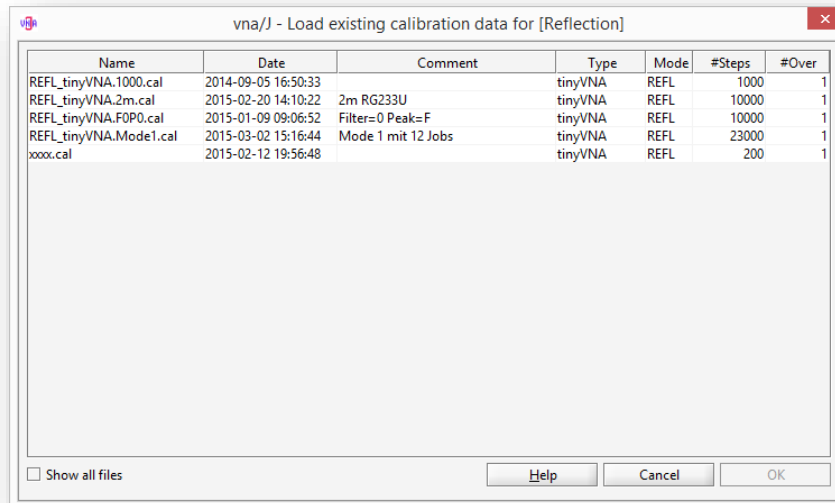 VNA
vna/J - Load existing calibration data for [Reflection]
Name Date Comment Type Mode #Steps #Over
REFL_tinyVNA.1000.cal 2014-09-05 16:50:33 tinyVNA REFL 1000 1
REFL_tinyVNA.2m.cal 2015-02-20 14:10:22 2m RG233U tinyVNA REFL 10000 1
REFL_tinyVNA.F0P0.cal 2015-01-09 09:06:52 Filter=0 Peak=F tinyVNA REFL 10000 1
REFL_tinyVNA.Mode1.cal 2015-03-02 15:16:44 Mode 1 mit 12 Jobs tinyVNA REFL 23000 1
xxxx.cal 2015-02-12 19:56:48 tinyVNA REFL 200 1
Show all files Help Cancel OK